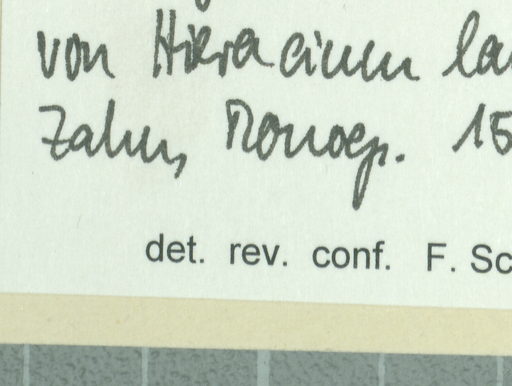 von Hieracium la
Zahn, Monogr. 15
det. rev. conf. F. Sc